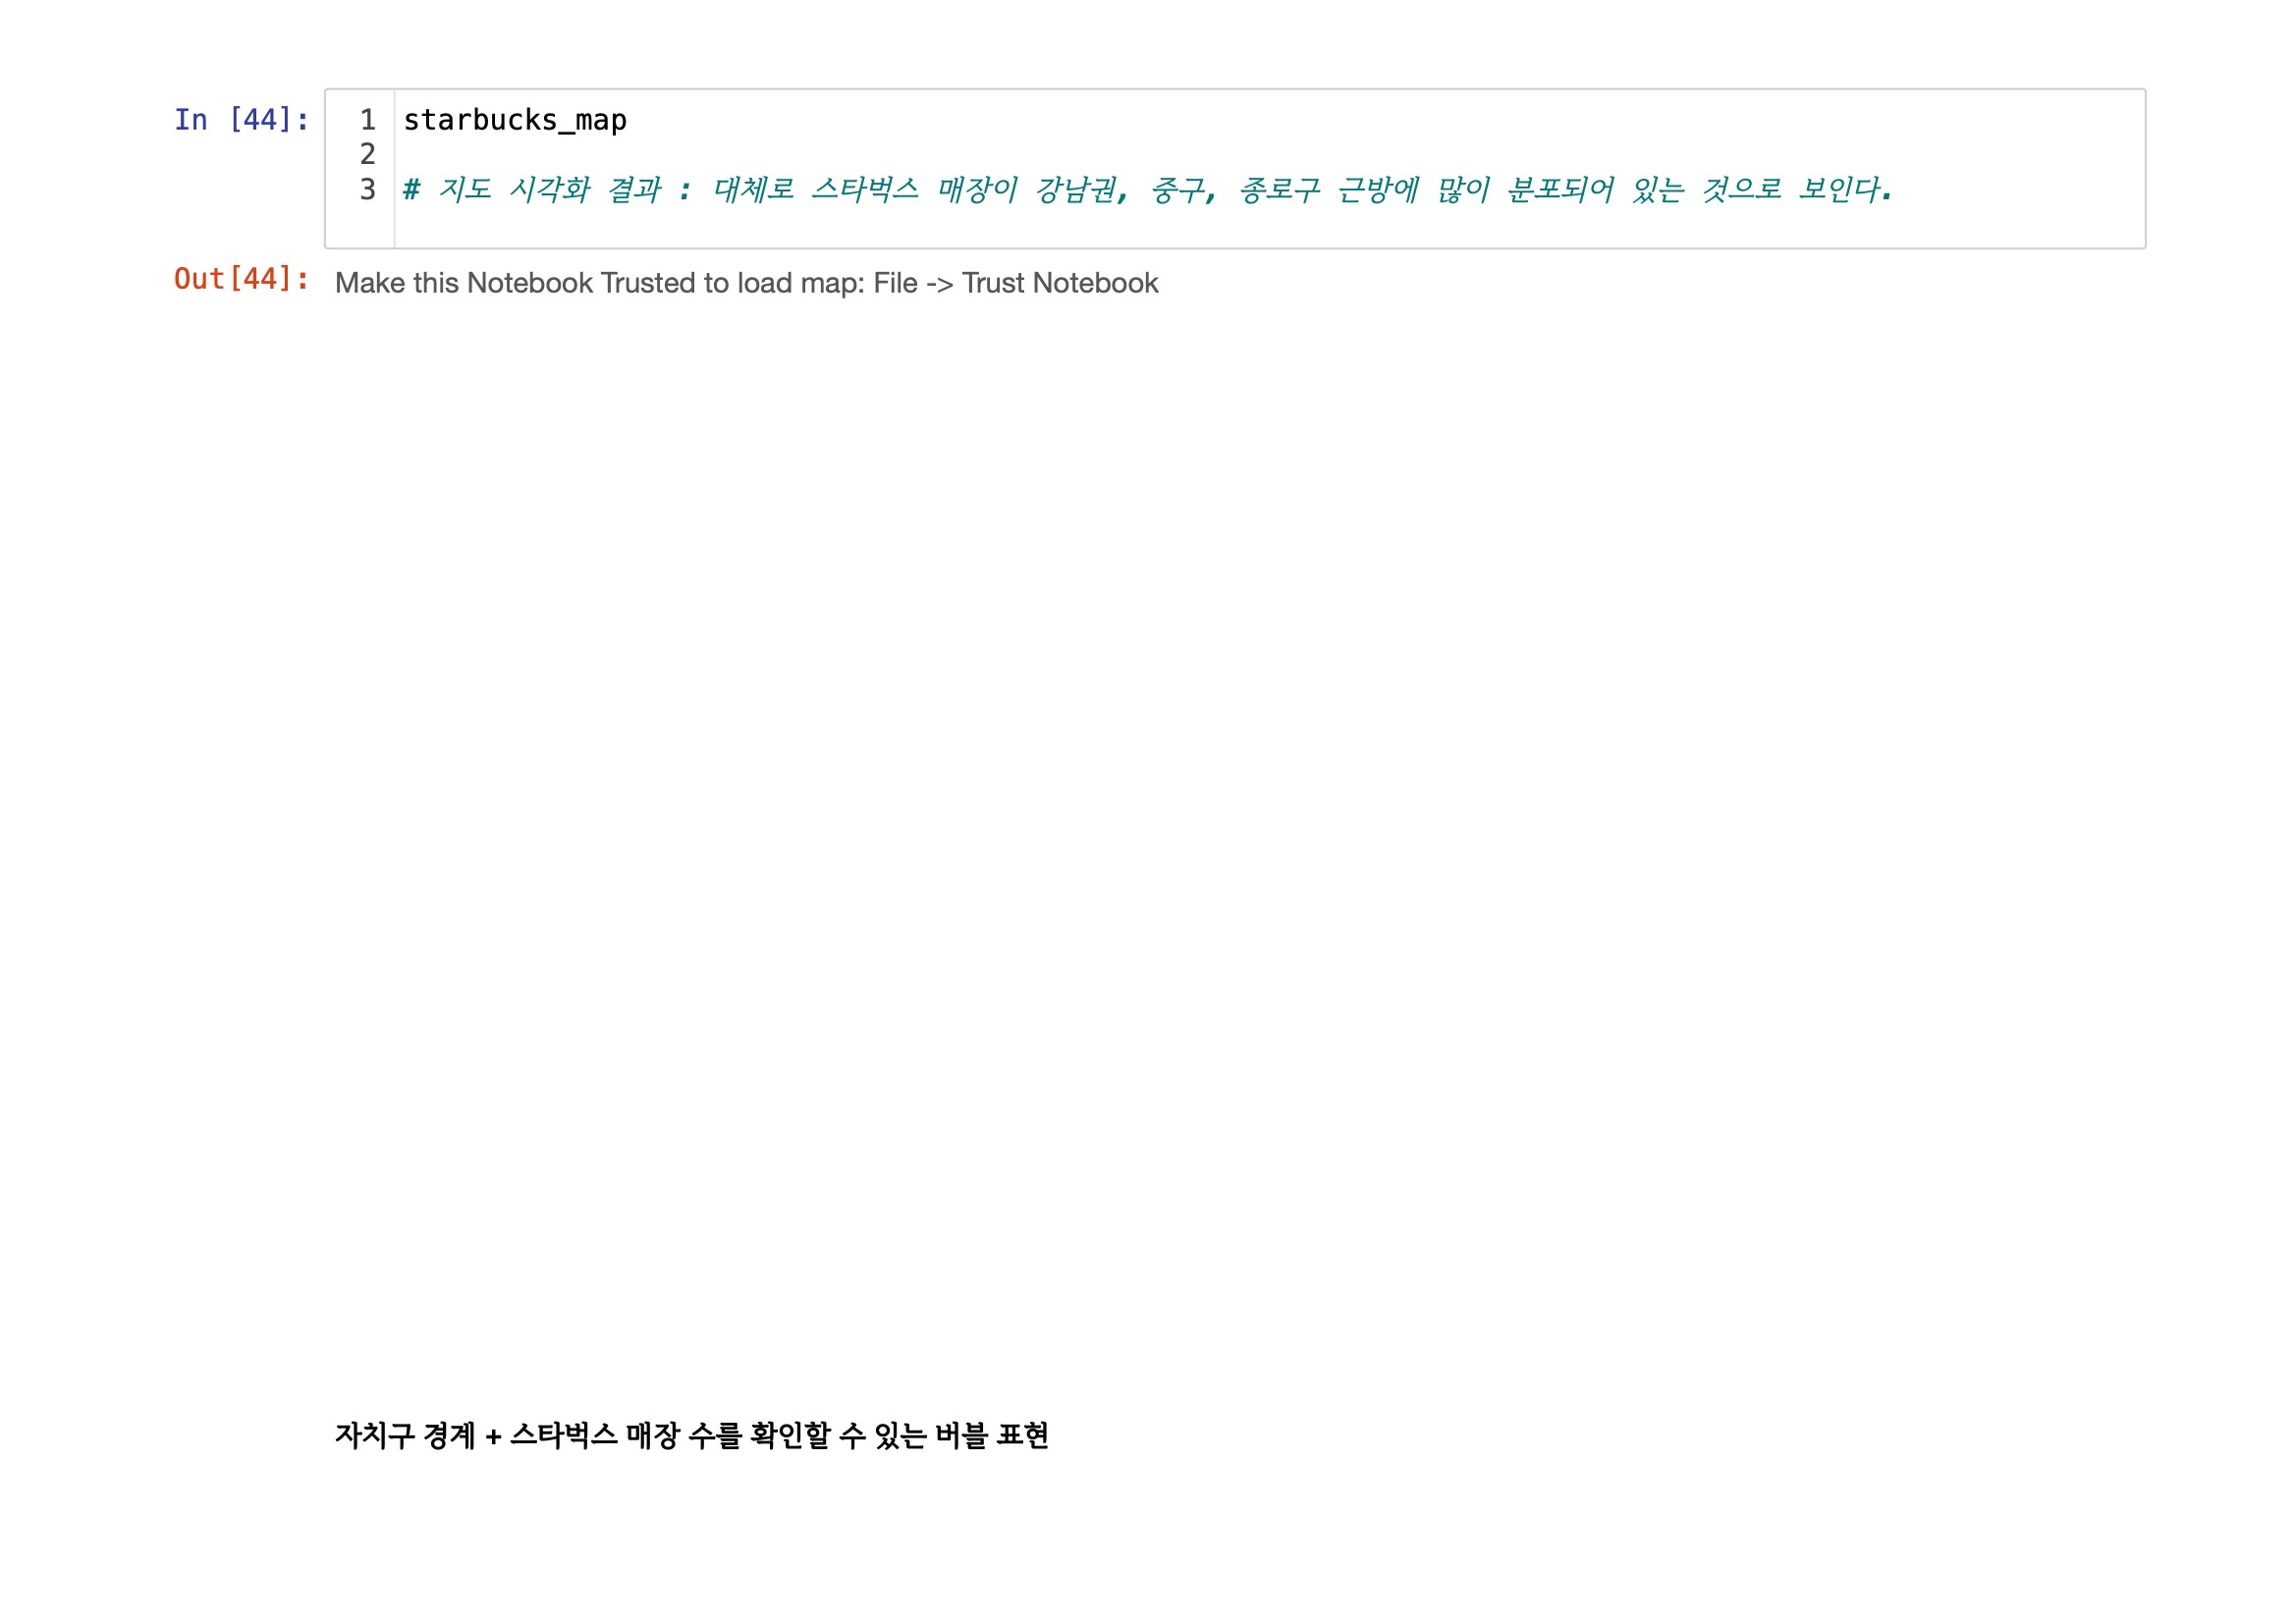 In [44]:
1 starbucks_map
2
3 # 지도 시각화 결과 : 대체로 스타벅스 매장이 강남권, 중구, 종로구 근방에 많이 분포되어 있는 것으로 보인다.
Out[44]: Make this Notebook Trusted to load map: File -> Trust Notebook
자치구 경계 + 스타벅스 매장 수를 확인할 수 있는 버블 표현